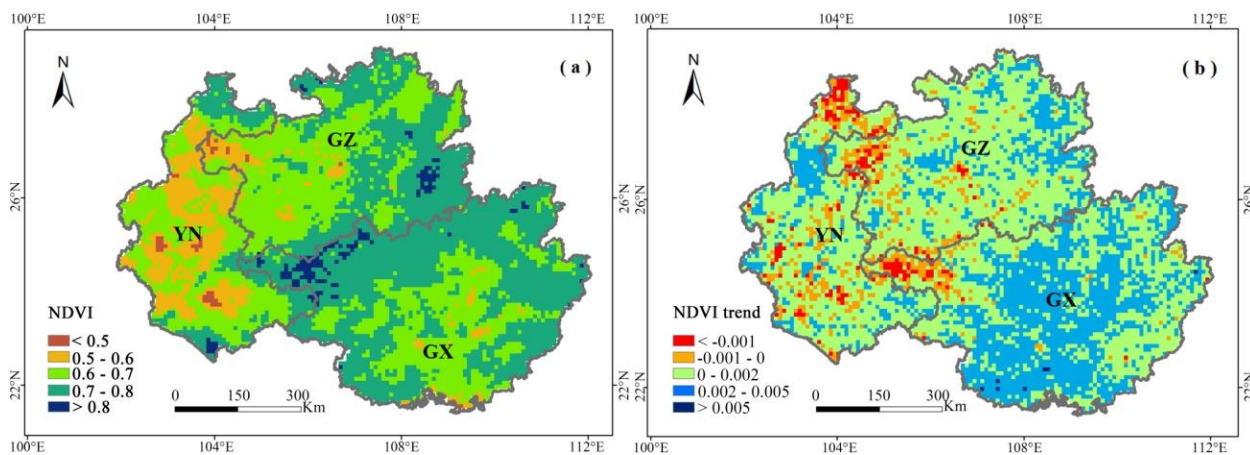 100°E 104°E 108°E 112°E
N
( a )
GZ
26°N
26°N
YN
NDVI
< 0.5
0.5 - 0.6
0.6 - 0.7
0.7 - 0.8
> 0.8
GX
22°N
22°N
0 150 300
Km
100°E 104°E 108°E 112°E
100°E 104°E 108°E 112°E
N
( b )
GZ
26°N
26°N
YN
NDVI trend
< -0.001
-0.001 - 0
0 - 0.002
0.002 - 0.005
> 0.005
GX
22°N
22°N
0 150 300
Km
100°E 104°E 108°E 112°E